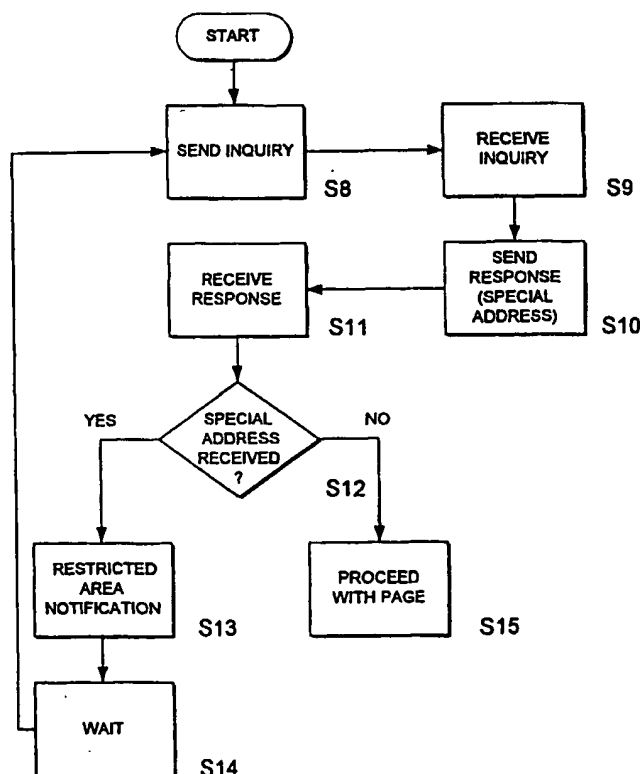 START
SEND INQUIRY
S8
RECEIVE
INQUIRY
S9
SEND
RESPONSE
(SPECIAL
ADDRESS)
S10
RECEIVE
RESPONSE
S11
SPECIAL
ADDRESS
RECEIVED
?
YES
NO
S12
RESTRICTED
AREA
NOTIFICATION
S13
PROCEED
WITH PAGE
S15
WAIT
S14